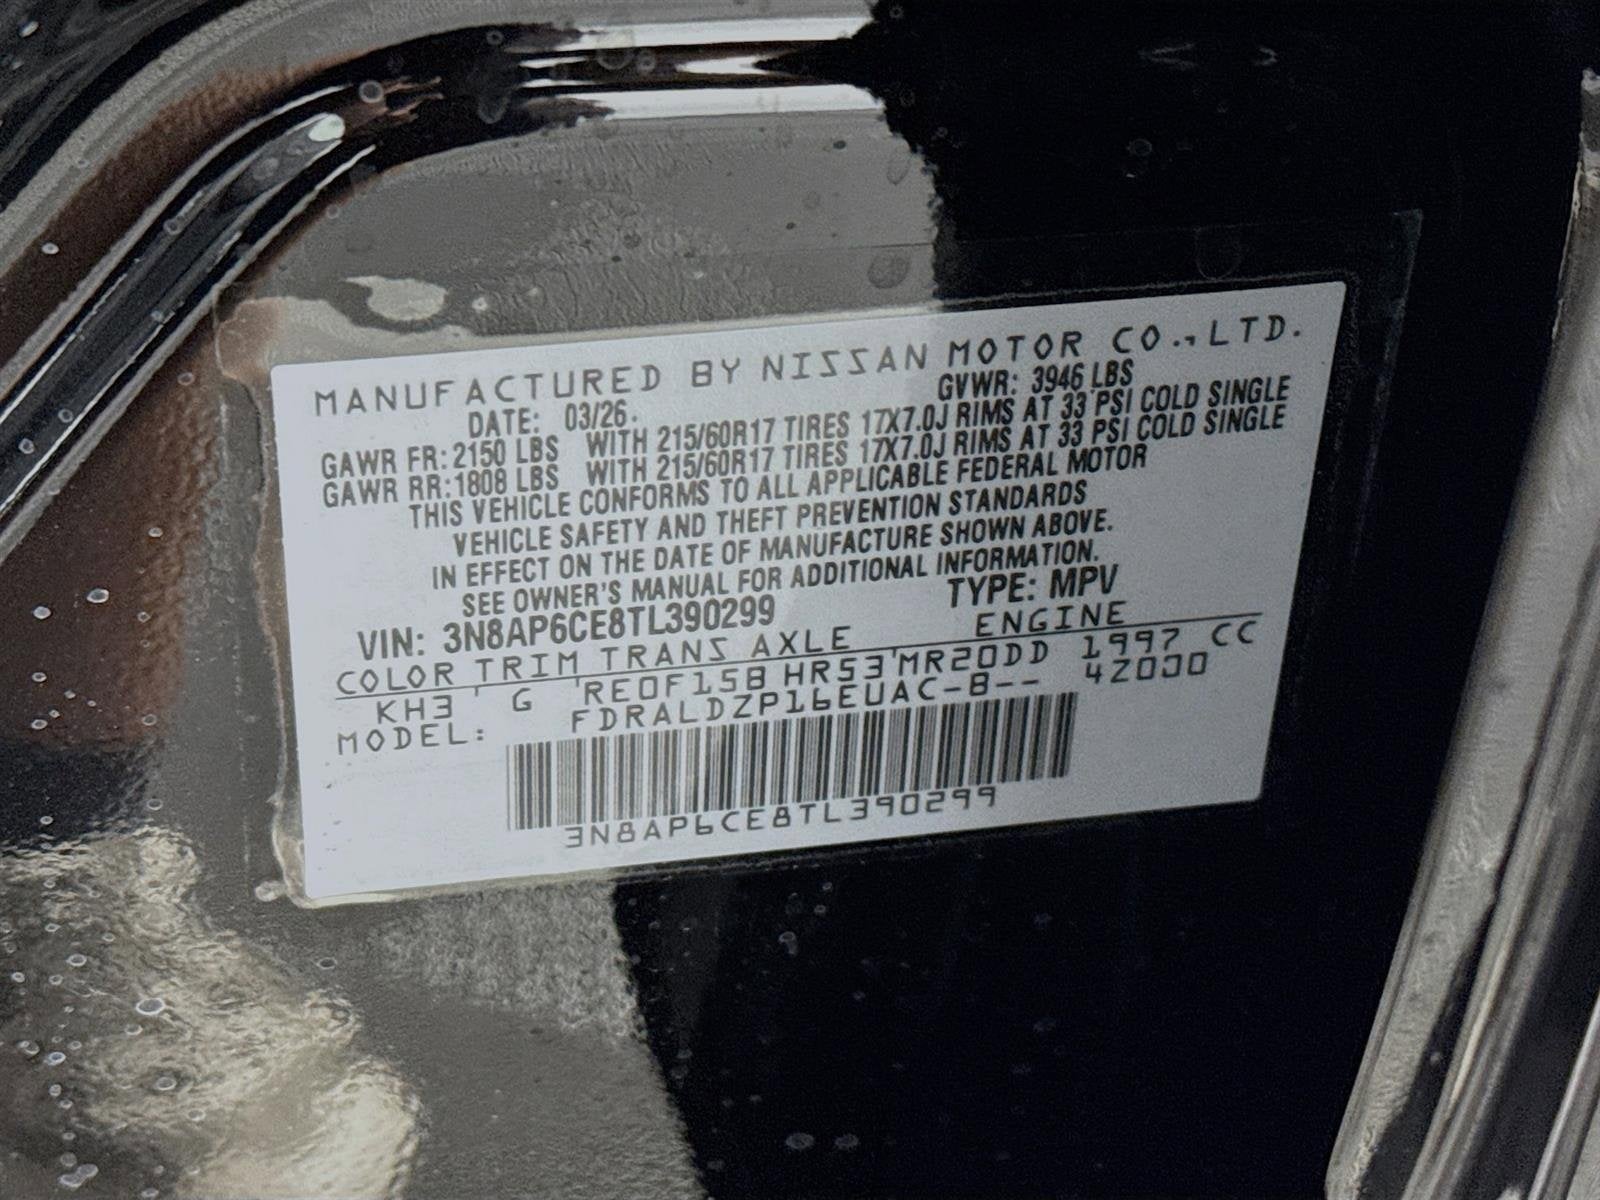 MANUFACTURED BY NISSAN MOTOR CO., LTD.
DATE: 03/26. GVWR: 3946 LBS
GAWR FR: 2150 LBS WITH 215/60R17 TIRES 17X7.0J RIMS AT 33 PSI COLD SINGLE
GAWR RR: 1808 LBS WITH 215/60R17 TIRES 17X7.0J RIMS AT 33 PSI COLD SINGLE
THIS VEHICLE CONFORMS TO ALL APPLICABLE FEDERAL MOTOR
VEHICLE SAFETY AND THEFT PREVENTION STANDARDS
IN EFFECT ON THE DATE OF MANUFACTURE SHOWN ABOVE.
SEE OWNER'S MANUAL FOR ADDITIONAL INFORMATION.
VIN: 3N8AP6CE8TL390299 TYPE: MPV
COLOR TRIM TRANS AXLE ENGINE
KH3 G RE0F15B HR53 MR20DD 1997 CC
MODEL: FDRALDZP16EUAC-B-- 42000
3N8AP6CE8TL390299